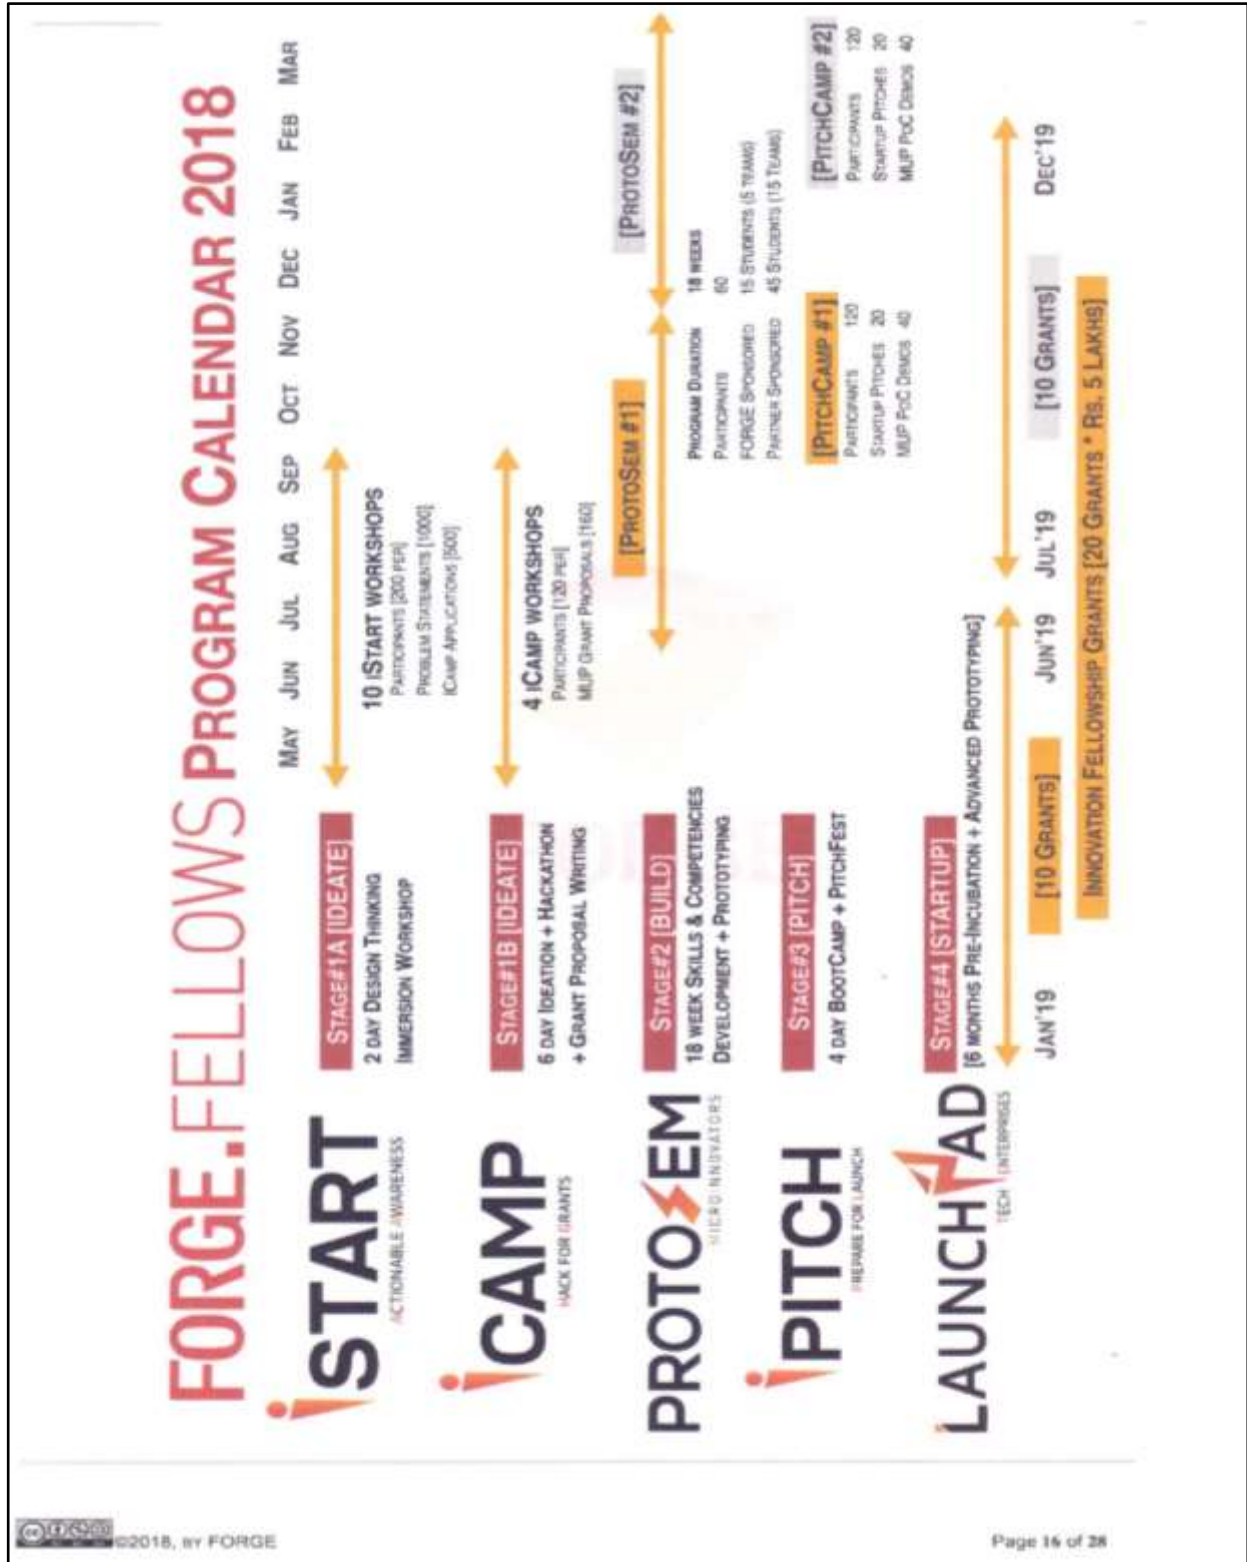 FORGE.FELLOWS PROGRAM CALENDAR 2018
MAY JUN JUL AUG SEP OCT NOV DEC JAN FEB MAR
iSTART
ACTIONABLE AWARENESS
STAGE#1A [IDEATE]
2 DAY DESIGN THINKING
IMMERSION WORKSHOP
10 ISTART WORKSHOPS
PARTICIPANTS [200 PER]
PROBLEM STATEMENTS [1000]
ICAMP APPLICATIONS [500]
iCAMP
HACK FOR GRANTS
STAGE#1B [IDEATE]
6 DAY IDEATION + HACKATHON
+ GRANT PROPOSAL WRITING
4 ICAMP WORKSHOPS
PARTICIPANTS [120 PER]
MUP GRANT PROPOSALS [160]
PROTOSEM
MICRO INNOVATORS
STAGE#2 [BUILD]
18 WEEK SKILLS & COMPETENCIES
DEVELOPMENT + PROTOTYPING
[PROTOSEM #1]
[PROTOSEM #2]
PROGRAM DURATION 18 WEEKS
PARTICIPANTS 60
FORGE SPONSORED 15 STUDENTS (5 TEAMS)
PARTNER SPONSORED 45 STUDENTS (15 TEAMS)
iPITCH
PREPARE FOR LAUNCH
STAGE#3 [PITCH]
4 DAY BOOTCAMP + PITCHFEST
[PITCHCAMP #1]
PARTICIPANTS 120
STARTUP PITCHES 20
MUP POC DEMOS 40
[PITCHCAMP #2]
PARTICIPANTS 120
STARTUP PITCHES 20
MUP POC DEMOS 40
LAUNCHPAD
TECH ENTERPRISES
STAGE#4 [STARTUP]
[6 MONTHS PRE-INCUBATION + ADVANCED PROTOTYPING]
JAN'19 [10 GRANTS] JUN'19 JUL'19 [10 GRANTS] DEC'19
INNOVATION FELLOWSHIP GRANTS [20 GRANTS * RS. 5 LAKHS]
©2018, BY FORGE
Page 16 of 28